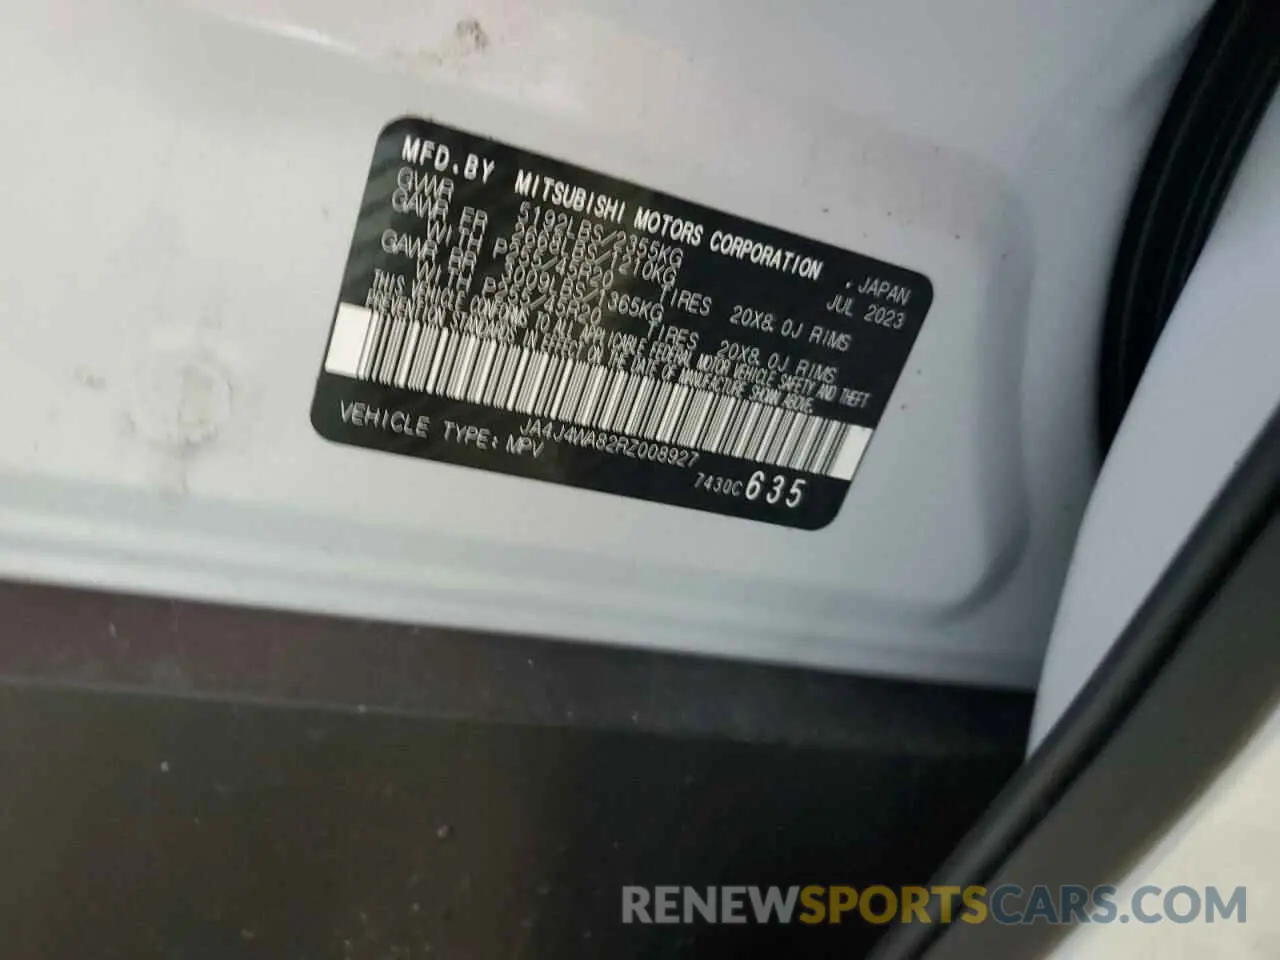 MFD.BY MITSUBISHI MOTORS CORPORATION , JAPAN
GVWR 5192LBS/2355KG JUL 2023
GAWR FR 2668LBS/1210KG
WITH P255/45R20 TIRES 20X8.0J RIMS
GAWR RR 3009LBS/1365KG
WITH P255/45R20 TIRES 20X8.0J RIMS
THIS VEHICLE CONFORMS TO ALL APPLICABLE FEDERAL MOTOR VEHICLE SAFETY AND THEFT
PREVENTION STANDARDS IN EFFECT ON THE DATE OF MANUFACTURE SHOWN ABOVE.
JA4J4WA82RZ008927
VEHICLE TYPE: MPV
7430C635
RENEWSPORTSCARS.COM